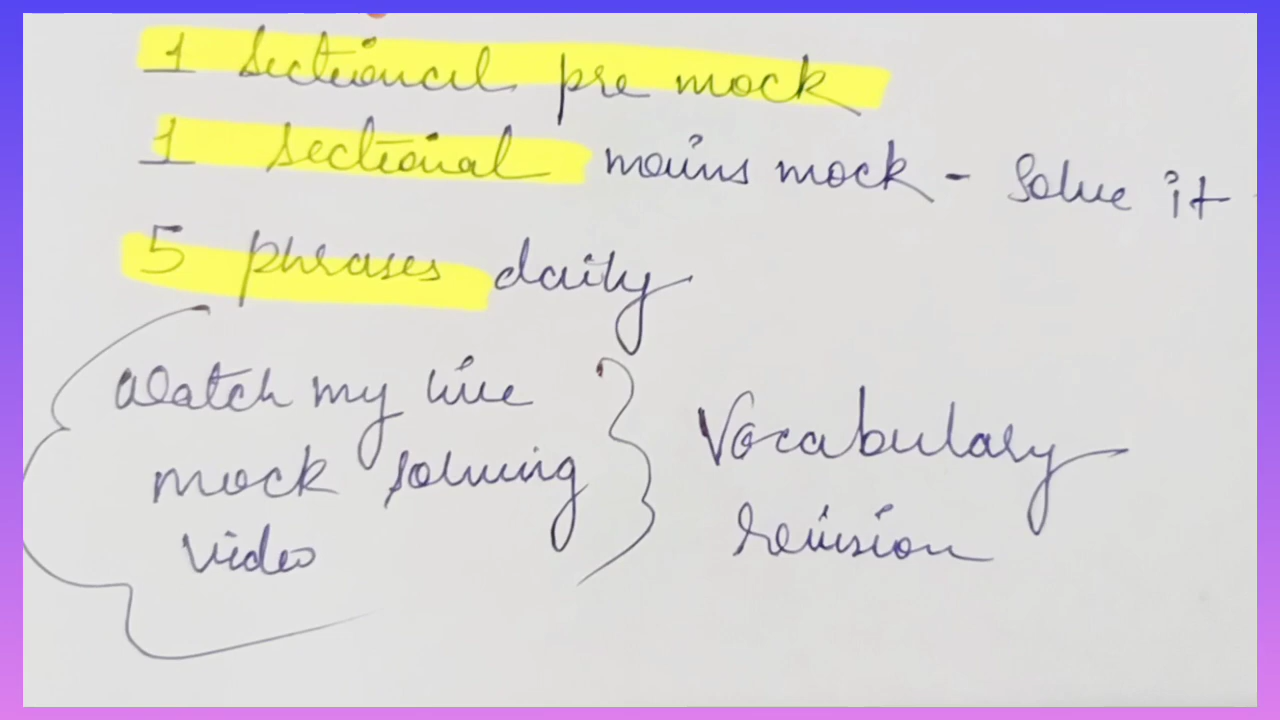 1 Sectional pre mock
1 Sectional mains mock - Solve it
5 phrases daily
Watch my live
mock solving
video
Vocabulary
revision